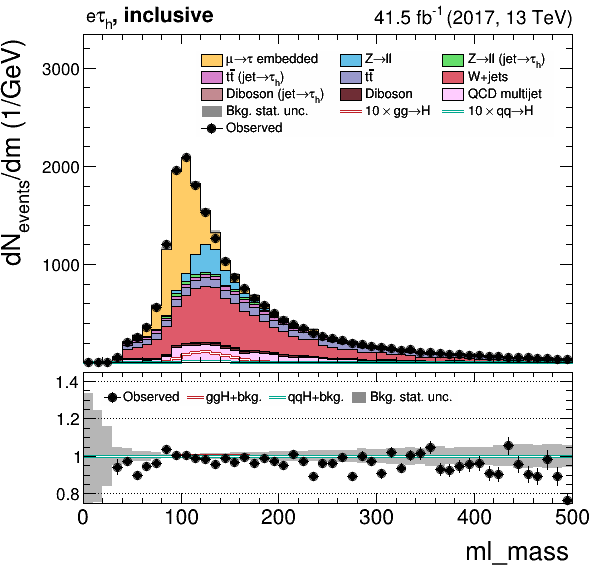 eτh, inclusive 41.5 fb⁻¹ (2017, 13 TeV)
dNevents/dm (1/GeV)
3000
2000
1000
μ→τ embedded Z→ll Z→ll (jet→τh)
tt̄ (jet→τh) tt̄ W+jets
Diboson (jet→τh) Diboson QCD multijet
Bkg. stat. unc. 10 × gg→H 10 × qq→H
Observed
1.4
1.2
1
0.8
Observed ggH+bkg. qqH+bkg. Bkg. stat. unc.
0 100 200 300 400 500
ml_mass